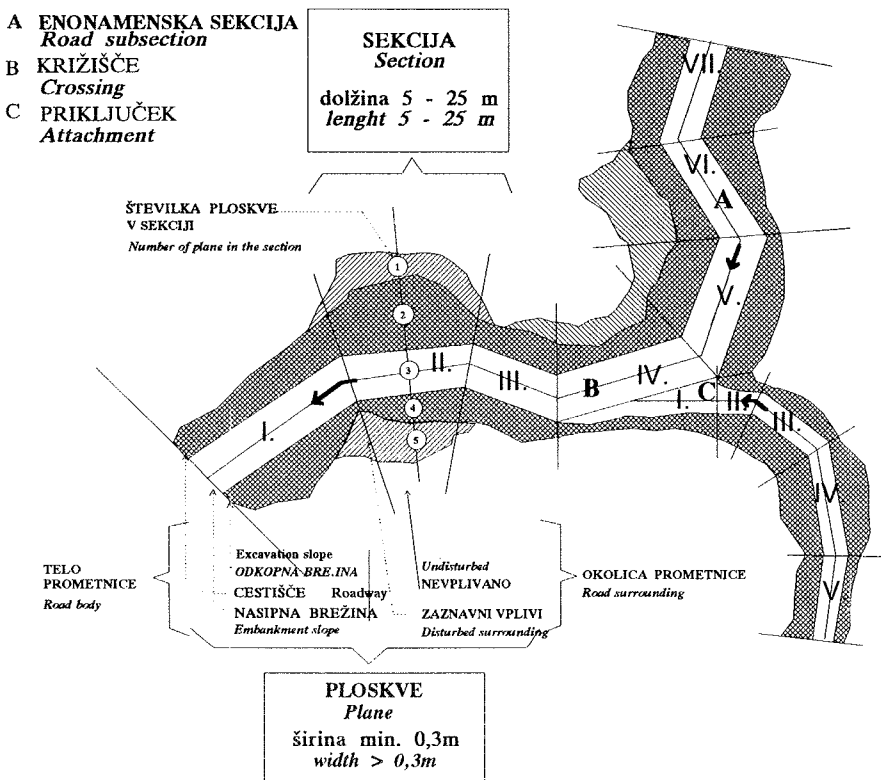 A ENONAMENSKA SEKCIJA
Road subsection
B KRIŽIŠČE
Crossing
C PRIKLJUČEK
Attachment
SEKCIJA
Section
dolžina 5 - 25 m
lenght 5 - 25 m
ŠTEVILKA PLOSKVE
V SEKCIJI
Number of plane in the section
VII.
VI.
A
V.
1
2
3
4
5
I.
II.
III.
B
IV.
C
I.
II.
III.
IV.
V.
TELO
PROMETNICE
Road body
Excavation slope
ODKOPNA BRE.INA
CESTIŠČE Roadway
NASIPNA BREŽINA
Embankment slope
Undisturbed
NEVPLIVANO
ZAZNAVNI VPLIVI
Disturbed surrounding
OKOLICA PROMETNICE
Road surrounding
PLOSKVE
Plane
širina min. 0,3m
width > 0,3m